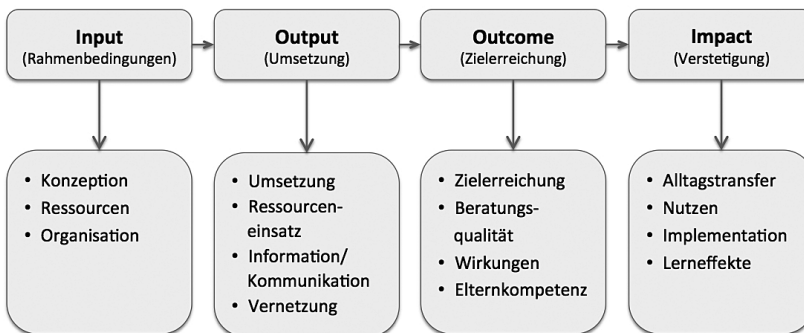 Input
(Rahmenbedingungen)
Output
(Umsetzung)
Outcome
(Zielerreichung)
Impact
(Verstetigung)
• Konzeption
• Ressourcen
• Organisation
• Umsetzung
• Ressourcen-
einsatz
• Information/
Kommunikation
• Vernetzung
• Zielerreichung
• Beratungs-
qualität
• Wirkungen
• Elternkompetenz
• Alltagstransfer
• Nutzen
• Implementation
• Lerneffekte